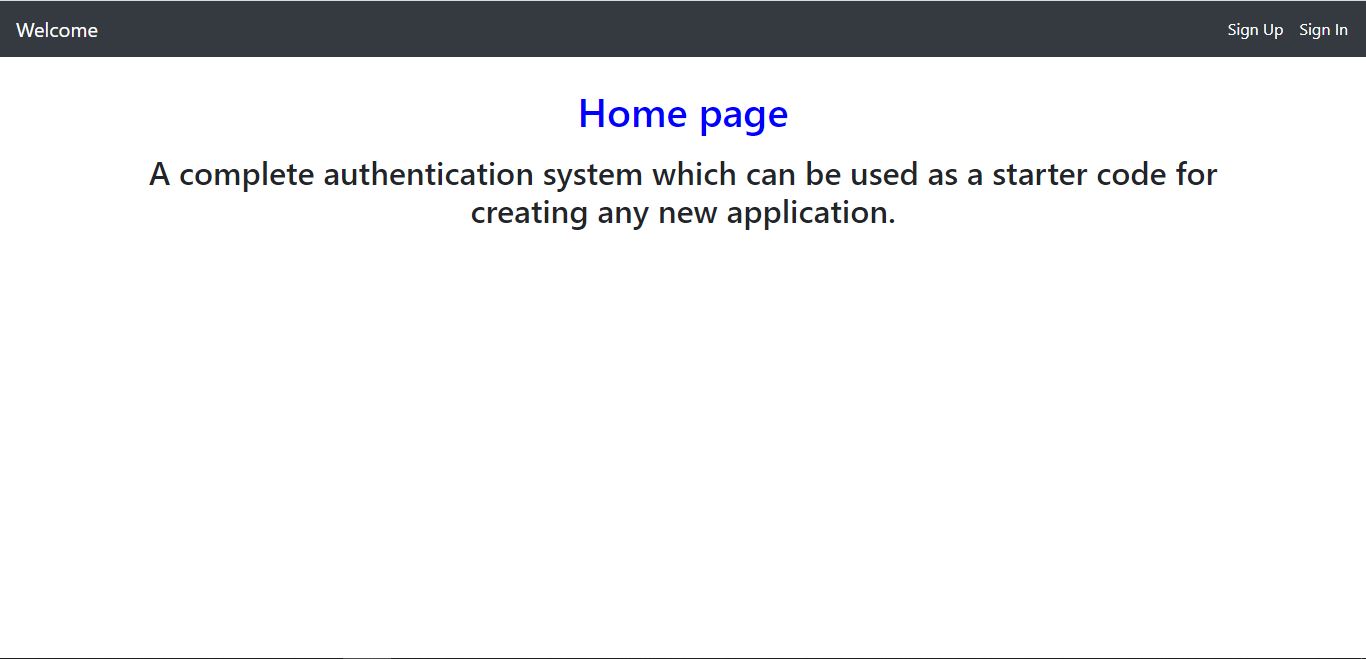 Welcome Sign Up Sign In
Home page
A complete authentication system which can be used as a starter code for
creating any new application.